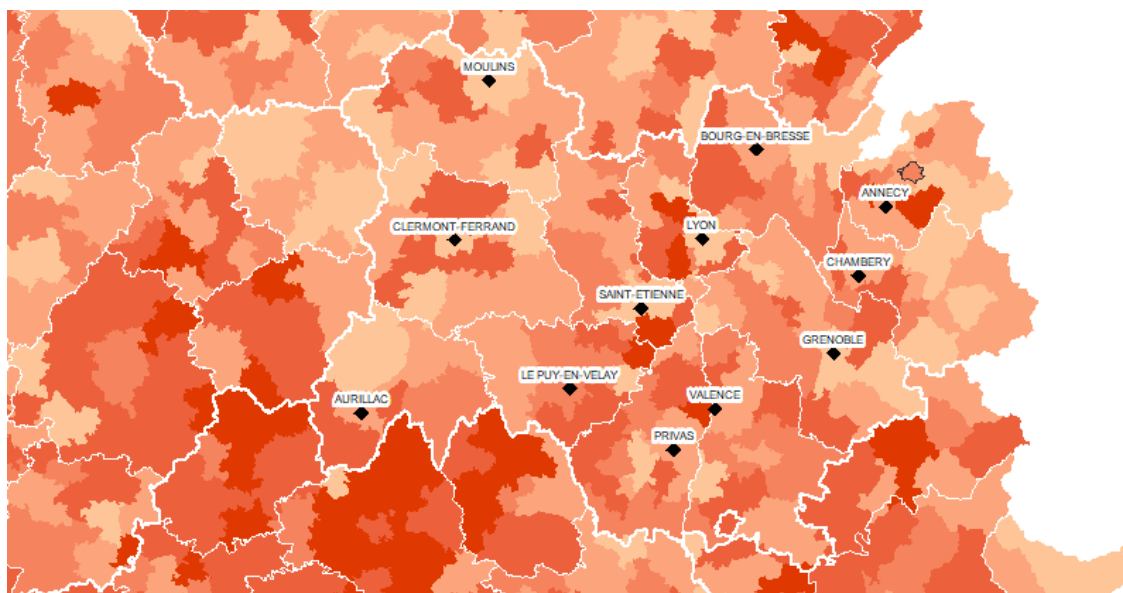 MOULINS
BOURG-EN-BRESSE
ANNECY
CLERMONT-FERRAND
LYON
CHAMBERY
SAINT-ETIENNE
GRENOBLE
LE PUY-EN-VELAY
AURILLAC
VALENCE
PRIVAS